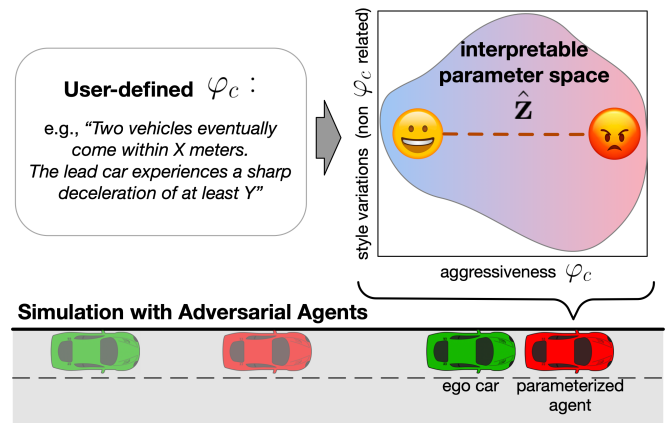 User-defined φc :
e.g., “Two vehicles eventually
come within X meters.
The lead car experiences a sharp
deceleration of at least Y”
style variations (non φc related)
interpretable
parameter space
ẑ
aggressiveness φc
Simulation with Adversarial Agents
ego car
parameterized
agent